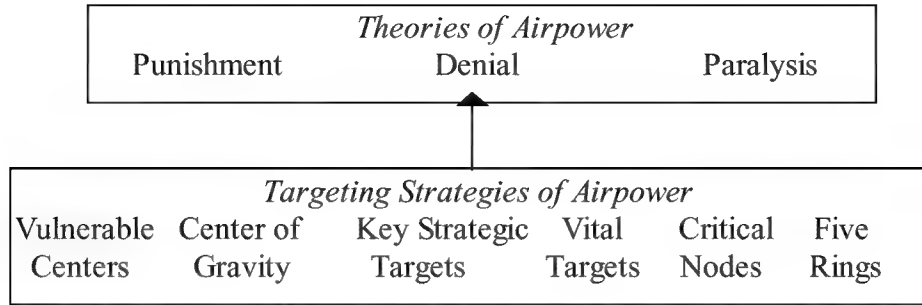 Theories of Airpower
Punishment Denial Paralysis
Targeting Strategies of Airpower
Vulnerable Center of Key Strategic Vital Critical Five
Centers Gravity Targets Targets Nodes Rings